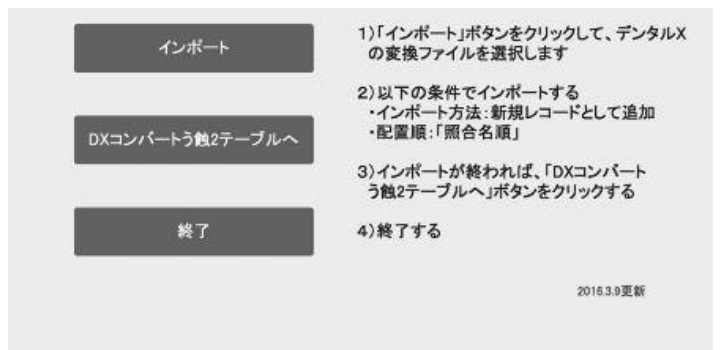 インポート
DXコンバートう蝕2テーブルへ
終了
1)「インポート」ボタンをクリックして、デンタルX
の変換ファイルを選択します
2)以下の条件でインポートする
・インポート方法:新規レコードとして追加
・配置順:「照合名順」
3)インポートが終われば、「DXコンバート
う蝕2テーブルへ」ボタンをクリックする
4)終了する
2016.3.9更新